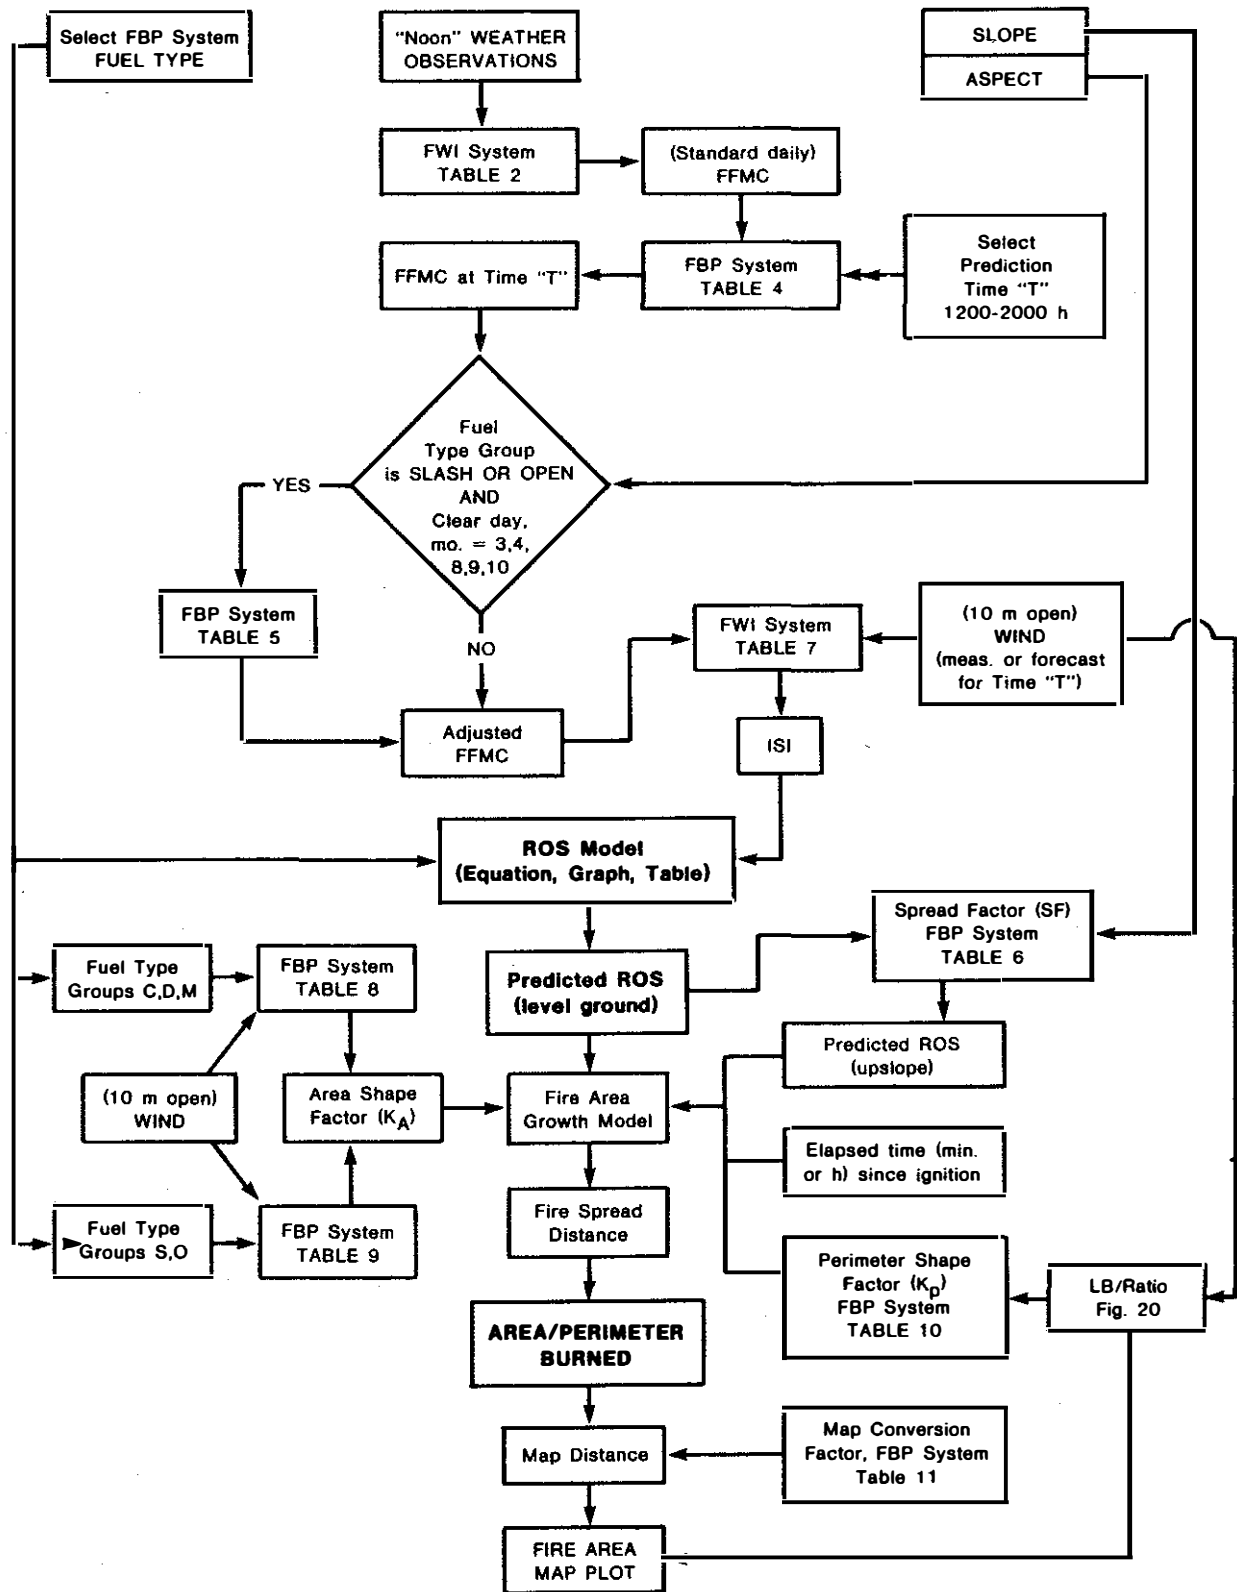 Select FBP System
FUEL TYPE
"Noon" WEATHER
OBSERVATIONS
SLOPE
ASPECT
FWI System
TABLE 2
(Standard daily)
FFMC
FFMC at Time "T"
FBP System
TABLE 4
Select
Prediction
Time "T"
1200-2000 h
Fuel
Type Group
is SLASH OR OPEN
AND
Clear day,
mo. = 3,4,
8,9,10
YES
NO
FBP System
TABLE 5
FWI System
TABLE 7
(10 m open)
WIND
(meas. or forecast
for Time "T")
Adjusted
FFMC
ISI
ROS Model
(Equation, Graph, Table)
Spread Factor (SF)
FBP System
TABLE 6
Fuel Type
Groups C,D,M
FBP System
TABLE 8
Predicted ROS
(level ground)
Predicted ROS
(upslope)
(10 m open)
WIND
Area Shape
Factor (KA)
Fire Area
Growth Model
Elapsed time (min.
or h) since ignition
Fuel Type
Groups S,O
FBP System
TABLE 9
Fire Spread
Distance
Perimeter Shape
Factor (Kp)
FBP System
TABLE 10
LB/Ratio
Fig. 20
AREA/PERIMETER
BURNED
Map Distance
Map Conversion
Factor, FBP System
Table 11
FIRE AREA
MAP PLOT